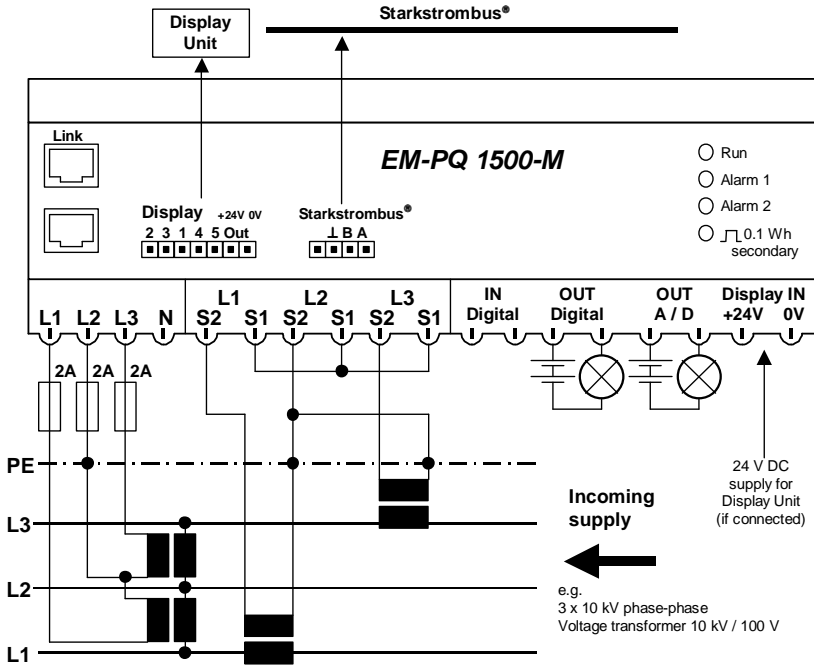 Display
Unit
Starkstrombus®
Link
EM-PQ 1500-M
Run
Alarm 1
Alarm 2
0.1 Wh
secondary
Display +24V 0V
2 3 1 4 5 Out
Starkstrombus®
⊥ B A
L1 L2 L3 N
L1 L2 L3
S2 S1 S2 S1 S2 S1
IN
Digital
OUT
Digital
OUT
A / D
Display IN
+24V 0V
2A 2A 2A
PE
L3
L2
L1
24 V DC
supply for
Display Unit
(if connected)
Incoming
supply
e.g.
3 x 10 kV phase-phase
Voltage transformer 10 kV / 100 V